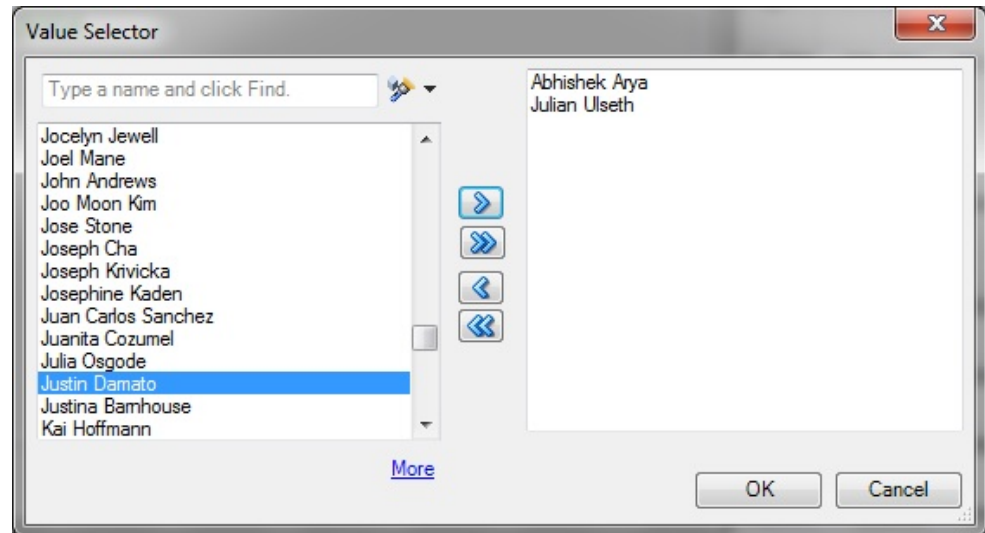 Value Selector
Type a name and click Find.
Jocelyn Jewell
Joel Mane
John Andrews
Joo Moon Kim
Jose Stone
Joseph Cha
Joseph Krivicka
Josephine Kaden
Juan Carlos Sanchez
Juanita Cozumel
Julia Osgode
Justin Damato
Justina Barnhouse
Kai Hoffmann
More
Abhishek Arya
Julian Ulseth
OK
Cancel